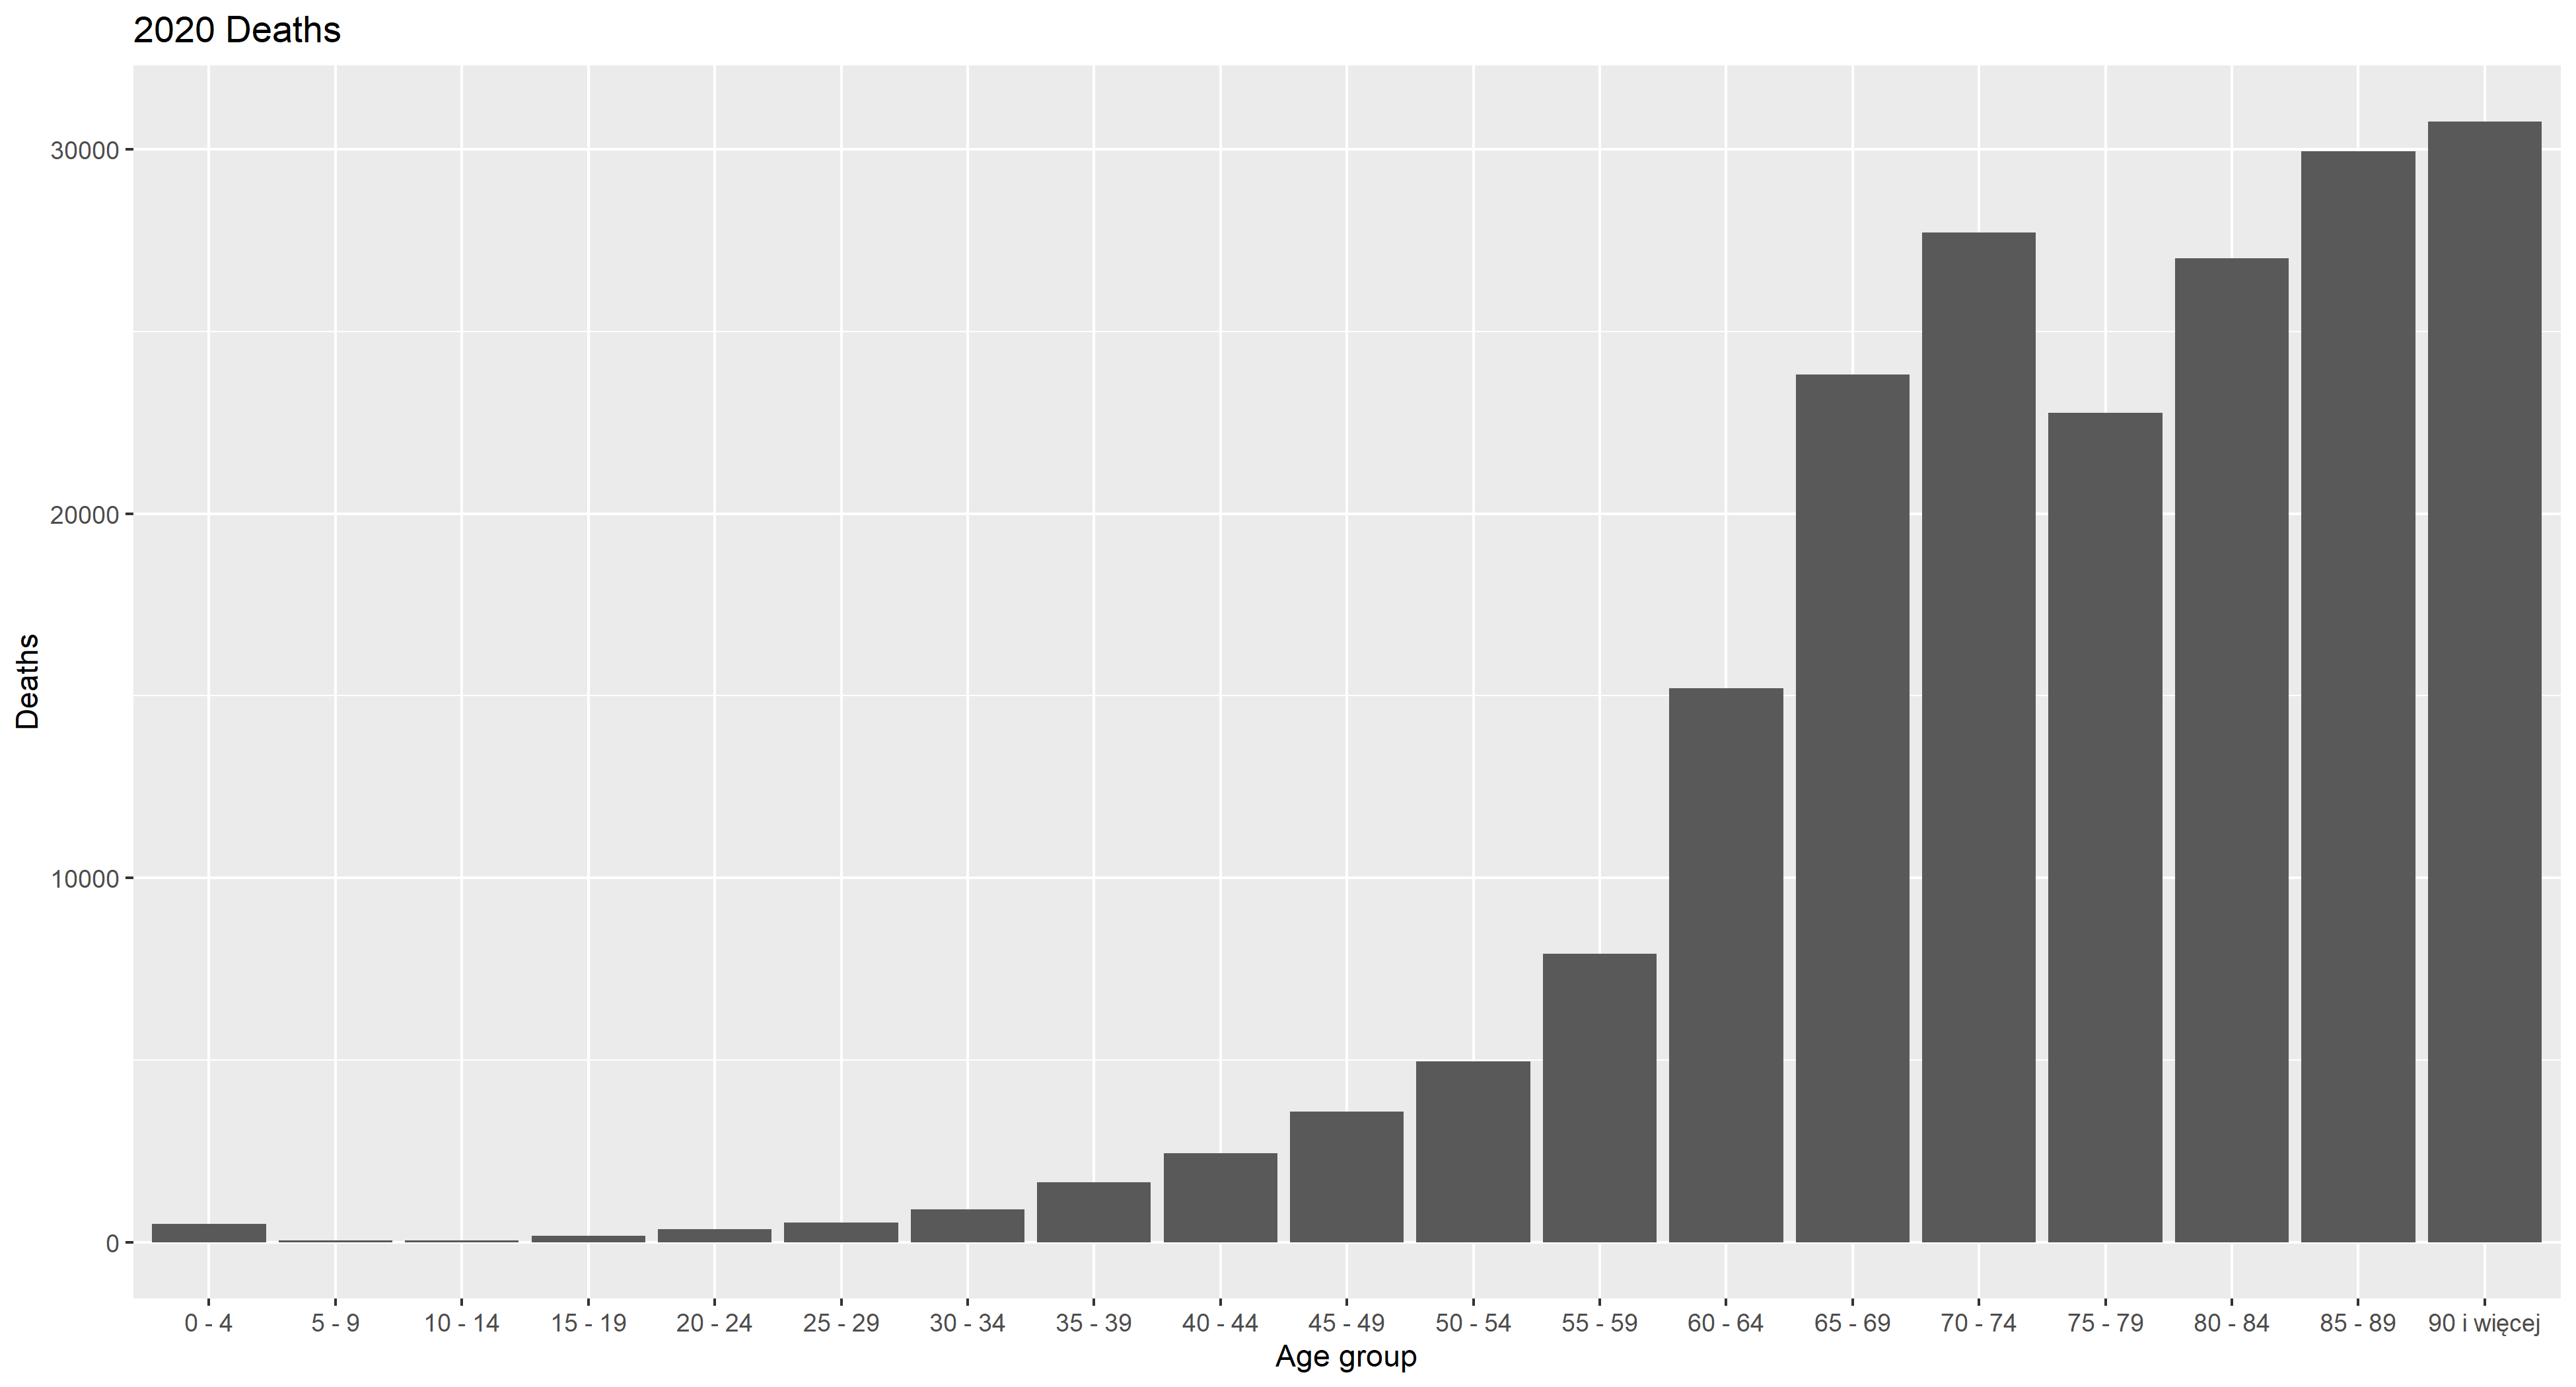 2020 Deaths
30000
20000
10000
0
Deaths
0 - 4 5 - 9 10 - 14 15 - 19 20 - 24 25 - 29 30 - 34 35 - 39 40 - 44 45 - 49 50 - 54 55 - 59 60 - 64 65 - 69 70 - 74 75 - 79 80 - 84 85 - 89 90 i więcej
Age group